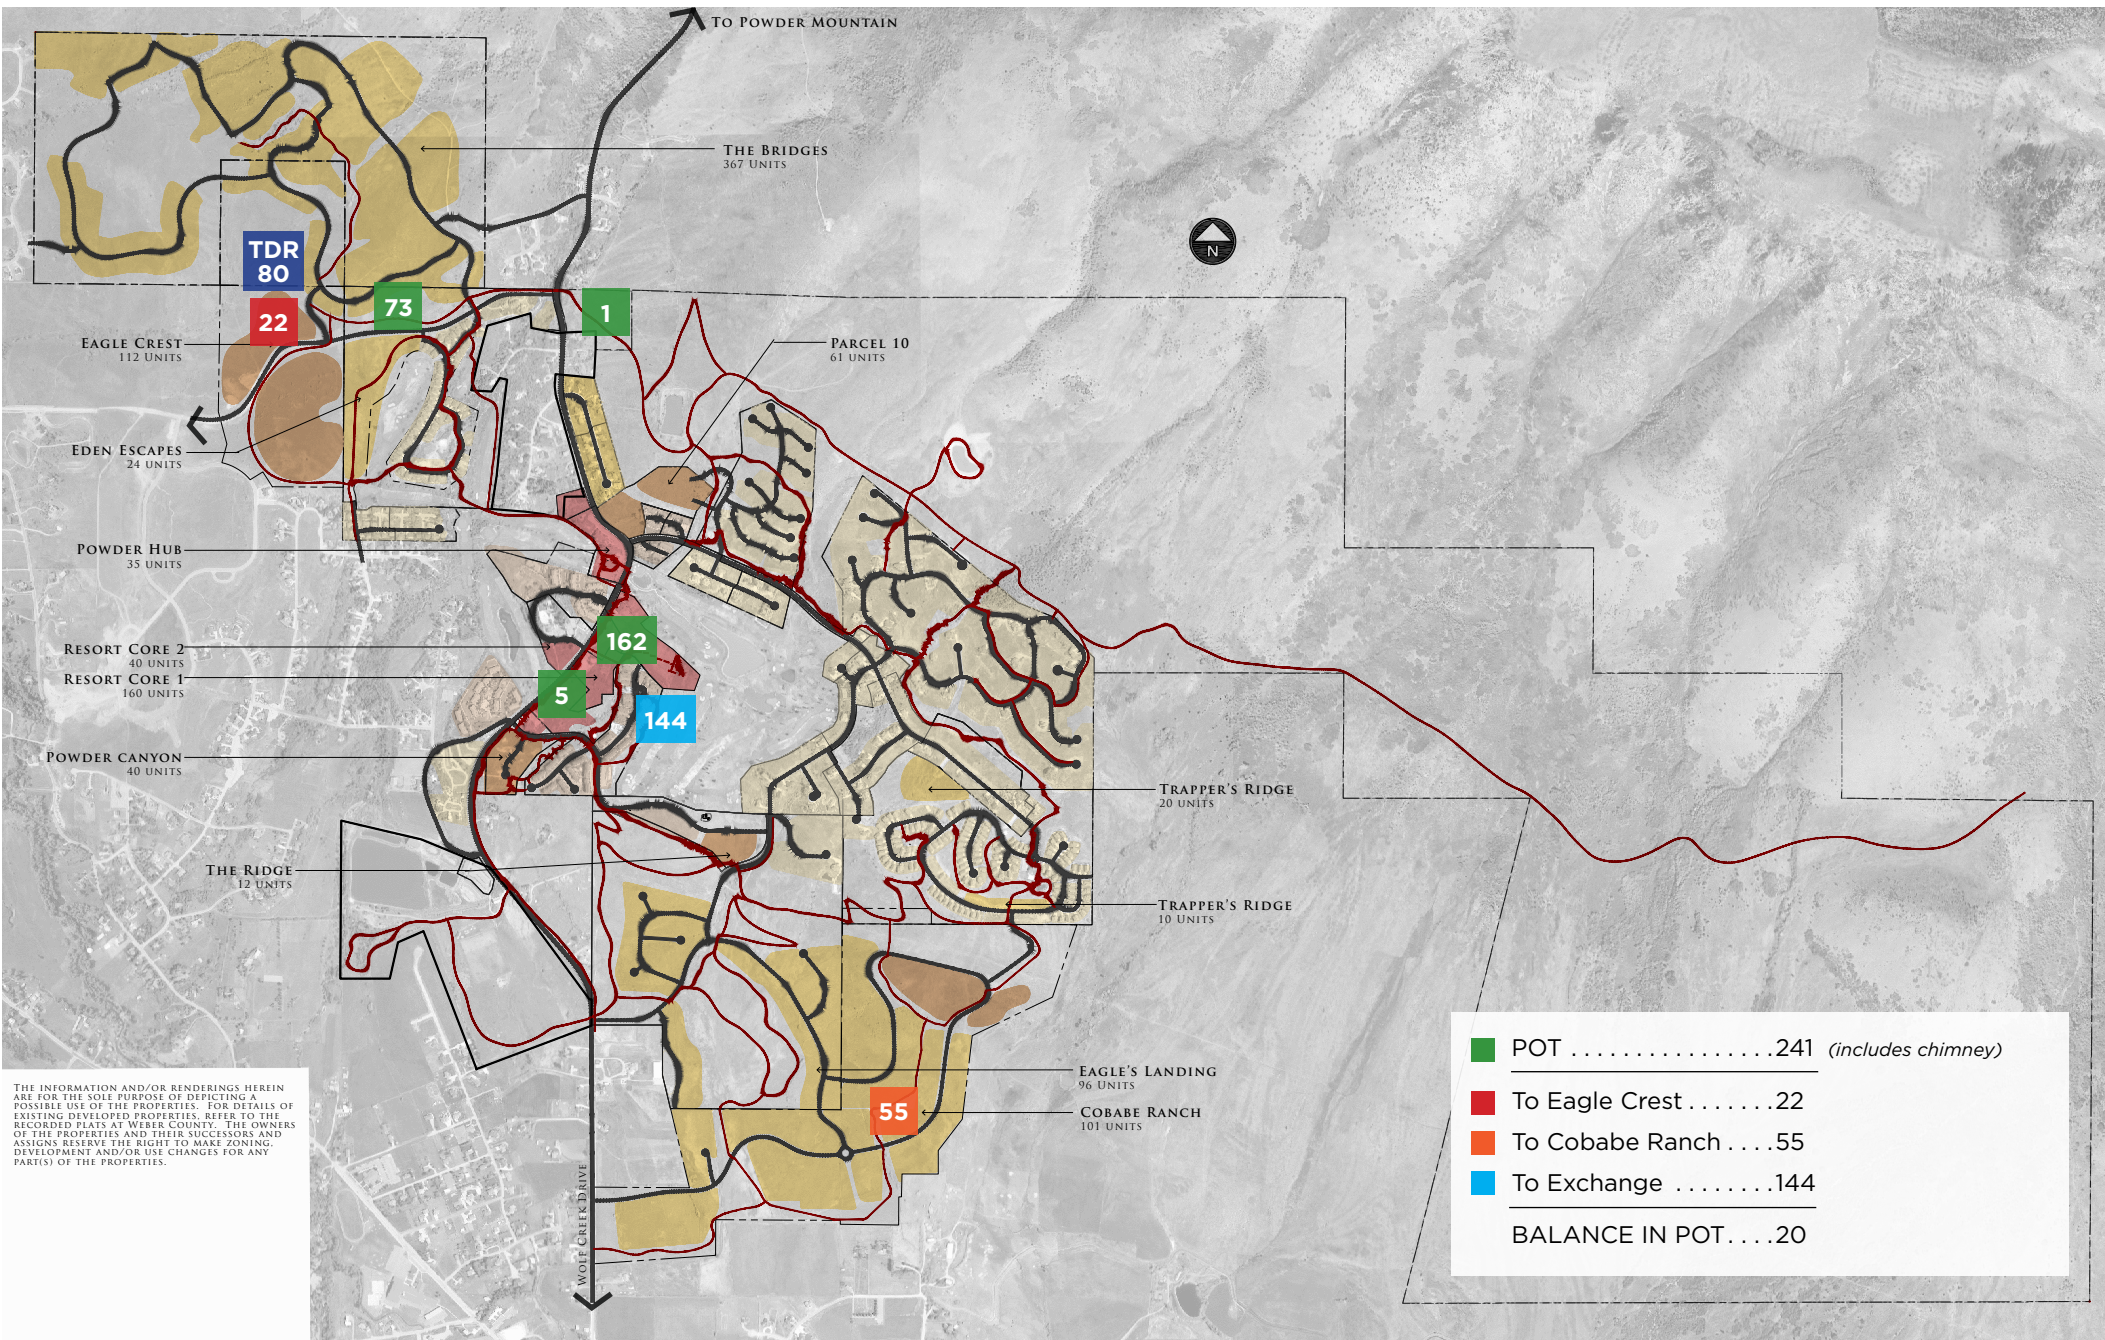 TO POWDER MOUNTAIN
THE BRIDGES
367 UNITS
N
TDR
80
22
73
1
EAGLE CREST
112 UNITS
PARCEL 10
61 UNITS
EDEN ESCAPES
24 UNITS
POWDER HUB
35 UNITS
RESORT CORE 2
40 UNITS
RESORT CORE 1
160 UNITS
162
5
144
POWDER CANYON
40 UNITS
TRAPPER'S RIDGE
20 UNITS
THE RIDGE
12 UNITS
TRAPPER'S RIDGE
10 UNITS
EAGLE'S LANDING
96 UNITS
55
COBABE RANCH
101 UNITS
WOLF CREEK DRIVE
THE INFORMATION AND/OR RENDERINGS HEREIN
ARE FOR THE SOLE PURPOSE OF DEPICTING A
POSSIBLE USE OF THE PROPERTIES. FOR DETAILS OF
EXISTING DEVELOPED PROPERTIES, REFER TO THE
RECORDED PLATS AT WEBER COUNTY. THE OWNERS
OF THE PROPERTIES AND THEIR SUCCESSORS AND
ASSIGNS RESERVE THE RIGHT TO MAKE ZONING,
DEVELOPMENT AND/OR USE CHANGES FOR ANY
PART(S) OF THE PROPERTIES.
POT . . . . . . . . . . . . . . . .241 (includes chimney)
To Eagle Crest . . . . . . .22
To Cobabe Ranch . . . .55
To Exchange . . . . . . . .144
BALANCE IN POT. . . .20